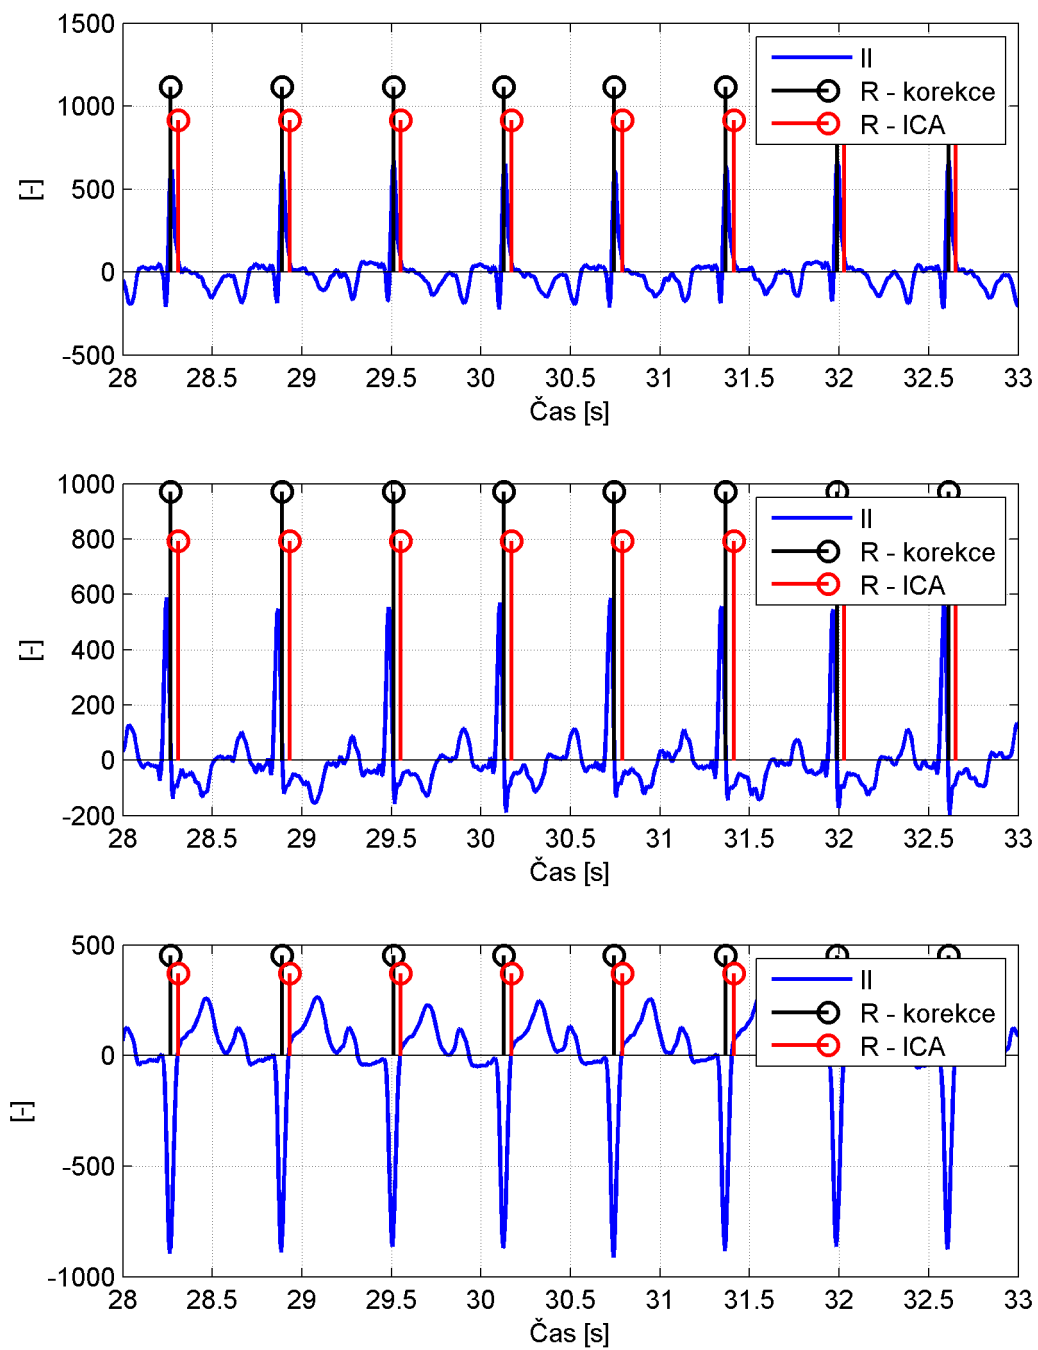 1500
1000
500
0
-500
[-]
II
R - korekce
R - ICA
28 28.5 29 29.5 30 30.5 31 31.5 32 32.5 33
Čas [s]
1000
800
600
400
200
0
-200
[-]
II
R - korekce
R - ICA
28 28.5 29 29.5 30 30.5 31 31.5 32 32.5 33
Čas [s]
500
0
-500
-1000
[-]
II
R - korekce
R - ICA
28 28.5 29 29.5 30 30.5 31 31.5 32 32.5 33
Čas [s]